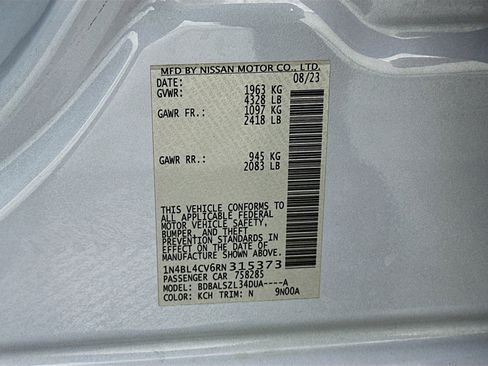 MFD BY NISSAN MOTOR CO., LTD.
DATE: 08/23
GVWR: 1963 KG
4328 LB
GAWR FR.: 1097 KG
2418 LB
GAWR RR.: 945 KG
2083 LB
THIS VEHICLE CONFORMS TO
ALL APPLICABLE FEDERAL
MOTOR VEHICLE SAFETY,
BUMPER, AND THEFT
PREVENTION STANDARDS IN
EFFECT ON THE DATE OF
MANUFACTURE SHOWN ABOVE.
1N4BL4CV6RN315373
PASSENGER CAR 758285
MODEL: BDBALSZL34DUA----A
COLOR: KCH TRIM: N 9N00A